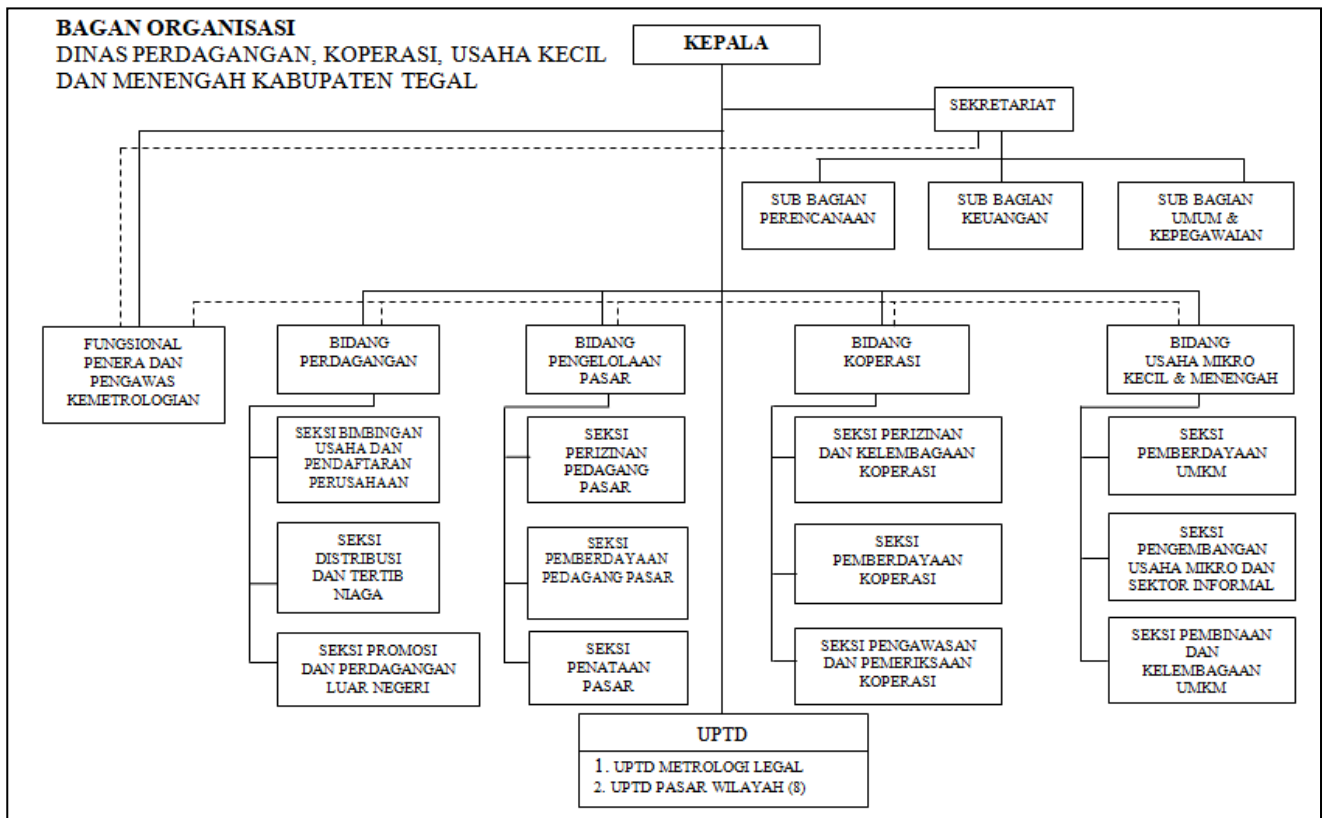 BAGAN ORGANISASI
DINAS PERDAGANGAN, KOPERASI, USAHA KECIL
DAN MENENGAH KABUPATEN TEGAL
KEPALA
SEKRETARIAT
SUB BAGIAN
PERENCANAAN
SUB BAGIAN
KEUANGAN
SUB BAGIAN
UMUM &
KEPEGAWAIAN
FUNGSIONAL
PENERA DAN
PENGAWAS
KEMETROLOGIAN
BIDANG
PERDAGANGAN
BIDANG
PENGELOLAAN
PASAR
BIDANG
KOPERASI
BIDANG
USAHA MIKRO
KECIL & MENENGAH
SEKSI BIMBINGAN
USAHA DAN
PENDAFTARAN
PERUSAHAAN
SEKSI
PERIZINAN
PEDAGANG
PASAR
SEKSI PERIZINAN
DAN KELEMBAGAAN
KOPERASI
SEKSI
PEMBERDAYAAN
UMKM
SEKSI
DISTRIBUSI
DAN TERTIB
NIAGA
SEKSI
PEMBERDAYAAN
PEDAGANG PASAR
SEKSI
PEMBERDAYAAN
KOPERASI
SEKSI
PENGEMBANGAN
USAHA MIKRO DAN
SEKTOR INFORMAL
SEKSI PROMOSI
DAN PERDAGANGAN
LUAR NEGERI
SEKSI
PENATAAN
PASAR
SEKSI PENGAWASAN
DAN PEMERIKSAAN
KOPERASI
SEKSI PEMBINAAN
DAN
KELEMBAGAAN
UMKM
UPTD
1. UPTD METROLOGI LEGAL
2. UPTD PASAR WILAYAH (8)